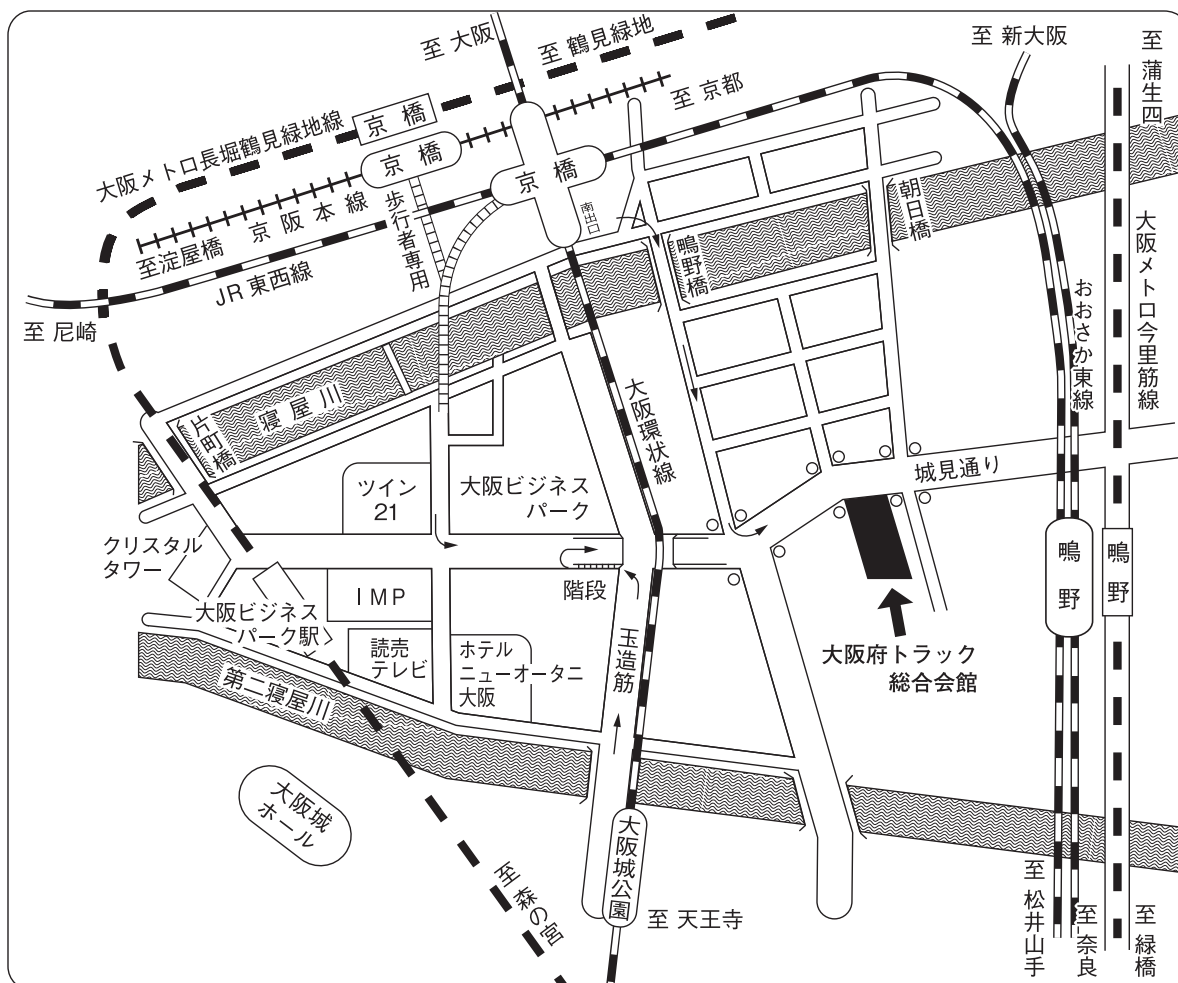 至 大阪
至 鶴見緑地
至 新大阪
至 蒲生四
大阪メトロ長堀鶴見緑地線
京橋
京橋
至 京都
京橋
京阪本線
至淀屋橋
歩行者専用
南出口
鴫野橋
朝日橋
JR東西線
至 尼崎
おおさか東線
大阪メトロ今里筋線
寝屋川
片町橋
大阪環状線
城見通り
ツイン
21
大阪ビジネス
パーク
クリスタル
タワー
階段
鴫野
鴫野
大阪ビジネス
パーク駅
IMP
読売
テレビ
ホテル
ニューオータニ
大阪
玉造筋
大阪府トラック
総合会館
第二寝屋川
大阪城
ホール
大阪城公園
至 森の宮
至 天王寺
至 松井山手
至 奈良
至 緑橋